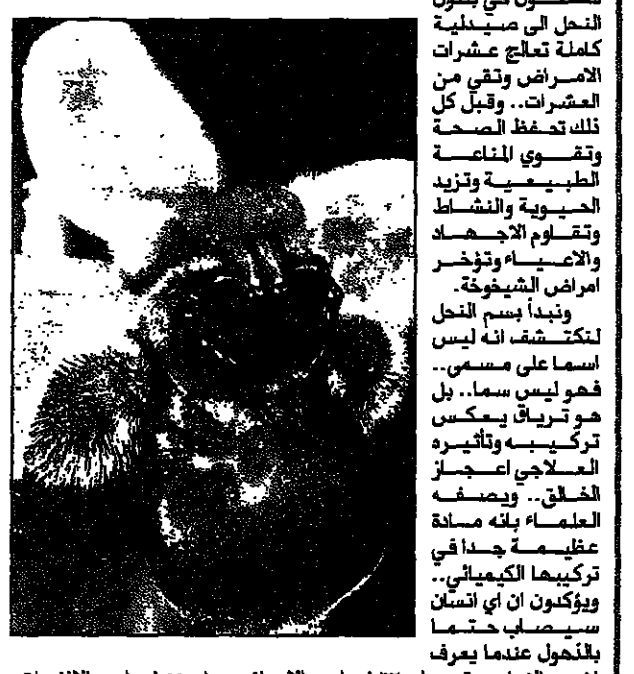 النحل الى صيدلية
كاملة تعالج عشرات
الامراض وتقي من
العشرات.. وقبل كل
ذلك تحفظ الصحة
وتقوي المناعة
الطبيعية وتزيد
الحيوية والنشاط
وتقاوم الاجهاد
والاعياء وتؤخر
امراض الشيخوخة.
ونبدأ بسم النحل
لنكتشف انه ليس
اسما على مسمى..
فهو ليس سما.. بل
هو ترياق يعكس
تركيبه وتأثيره
العلاجي اعجاز
الخالق.. ويصفه
العلماء بانه مادة
عظيمة جدا في
تركيبها الكيميائي..
ويؤكدون ان اي انسان
سيصاب حتما
بالذهول عندما يعرف